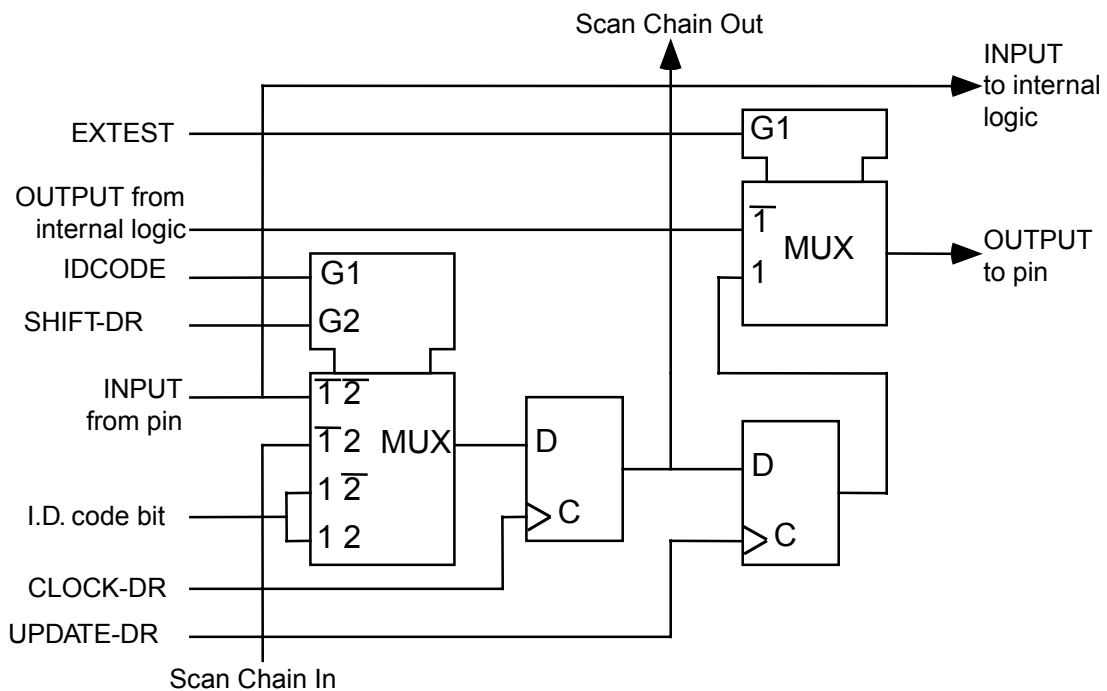 Scan Chain Out
INPUT
to internal
logic
EXTEST
G1
OUTPUT from
internal logic
1̅
MUX
1
OUTPUT
to pin
IDCODE
G1
SHIFT-DR
G2
INPUT
from pin
1̅ 2̅
1̅ 2
MUX
1 2̅
1 2
D
C
D
C
I.D. code bit
CLOCK-DR
UPDATE-DR
Scan Chain In